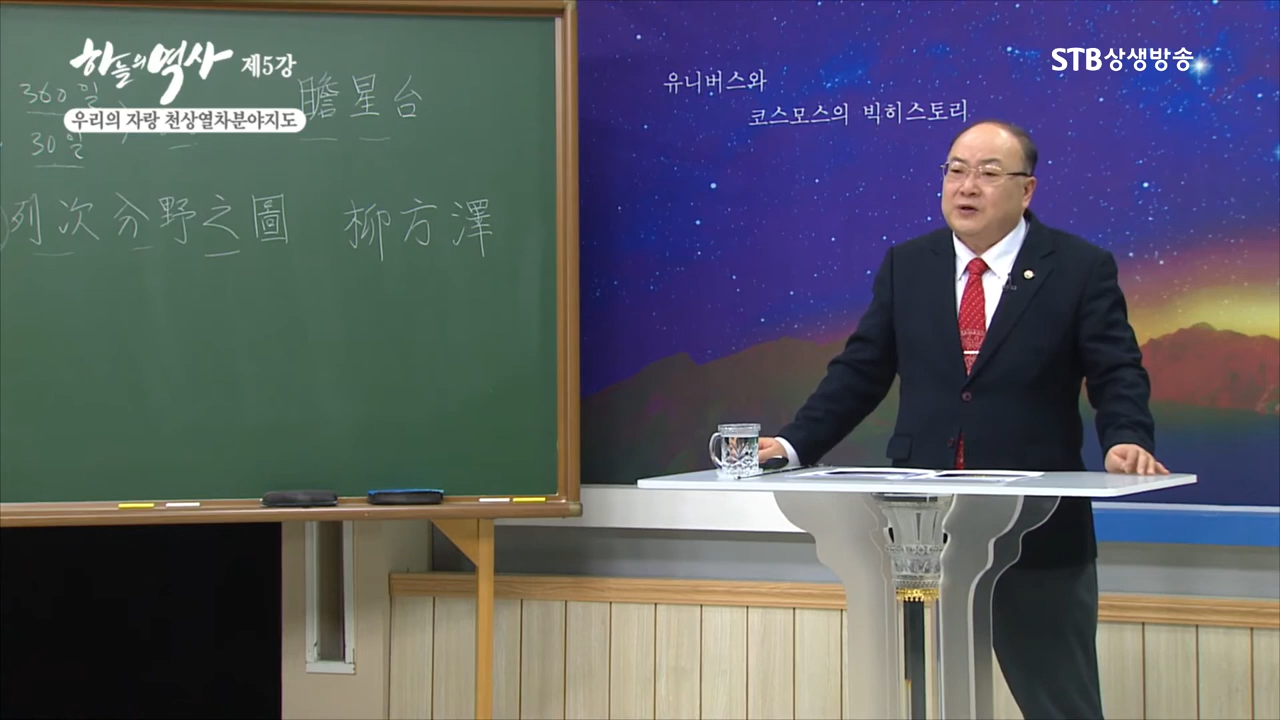 하늘의 역사 제5강
우리의 자랑 천상열차분야지도
STB상생방송
유니버스와
코스모스의 빅히스토리
360일
30일
瞻星台
列次分野之圖 柳方澤